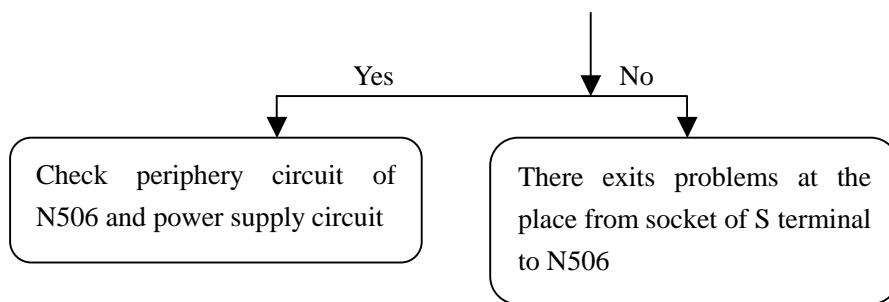 Yes
No
Check periphery circuit of
N506 and power supply circuit
There exits problems at the
place from socket of S terminal
to N506